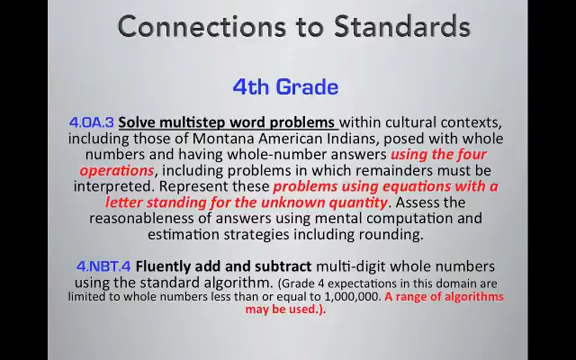 Connections to Standards
4th Grade
4.OA.3 Solve multistep word problems within cultural contexts,
including those of Montana American Indians, posed with whole
numbers and having whole-number answers using the four
operations, including problems in which remainders must be
interpreted. Represent these problems using equations with a
letter standing for the unknown quantity. Assess the
reasonableness of answers using mental computation and
estimation strategies including rounding.
4.NBT.4 Fluently add and subtract multi-digit whole numbers
using the standard algorithm. (Grade 4 expectations in this domain are
limited to whole numbers less than or equal to 1,000,000. A range of algorithms
may be used.).